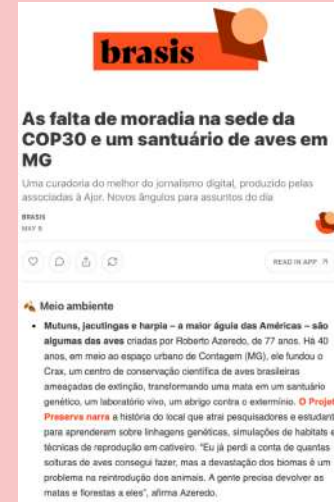 brasis
As falta de moradia na sede da
COP30 e um santuário de aves em
MG
Uma curadoria do melhor do jornalismo digital, produzido pelas
associadas à Ajor. Novos ângulos para assuntos do dia
BRASIS
MAY
READ IN APP
Meio ambiente
• Mutuns, jacutingas e harpia – a maior águia das Américas – são
algumas das aves criadas por Roberto Azeredo, de 77 anos. Há 40
anos, em meio ao espaço urbano de Contagem (MG), ele fundou o
Crax, um centro de conservação científica de aves brasileiras
ameaçadas de extinção, transformando uma mata em um santuário
genético, um laboratório vivo, um abrigo contra o extermínio. O Projet
Preserva narra a história do local que atrai pesquisadores e estudant
para aprenderem sobre linhagens genéticas, simulações de habitats e
técnicas de reprodução em cativeiro. "Eu já perdi a conta de quantas
solturas de aves consegui fazer, mas a devastação dos biomas é um
problema na reintrodução dos animais. A gente precisa devolver as
matas e florestas a eles", afirma Azeredo.